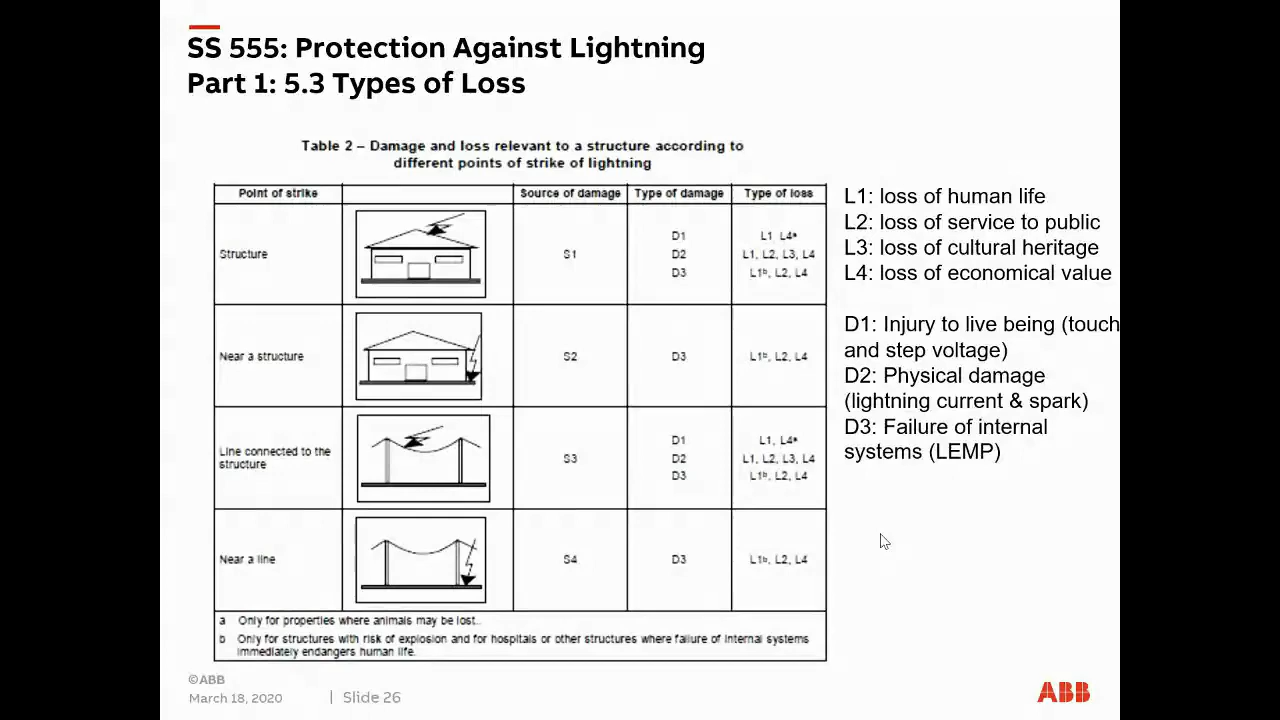 SS 555: Protection Against Lightning
Part 1: 5.3 Types of Loss
Table 2 – Damage and loss relevant to a structure according to
different points of strike of lightning
Point of strike Source of damage Type of damage Type of loss
Structure S1
D1 L1, L4ᵃ
D2 L1, L2, L3, L4
D3 L1ᵇ, L2, L4
Near a structure S2 D3 L1ᵇ, L2, L4
Line connected to the
structure
S3
D1 L1, L4ᵃ
D2 L1, L2, L3, L4
D3 L1ᵇ, L2, L4
Near a line S4 D3 L1ᵇ, L2, L4
a Only for properties where animals may be lost.
b Only for structures with risk of explosion and for hospitals or other structures where failure of internal systems
immediately endangers human life.
L1: loss of human life
L2: loss of service to public
L3: loss of cultural heritage
L4: loss of economical value
D1: Injury to live being (touch
and step voltage)
D2: Physical damage
(lightning current & spark)
D3: Failure of internal
systems (LEMP)
©ABB
March 18, 2020 | Slide 26
ABB